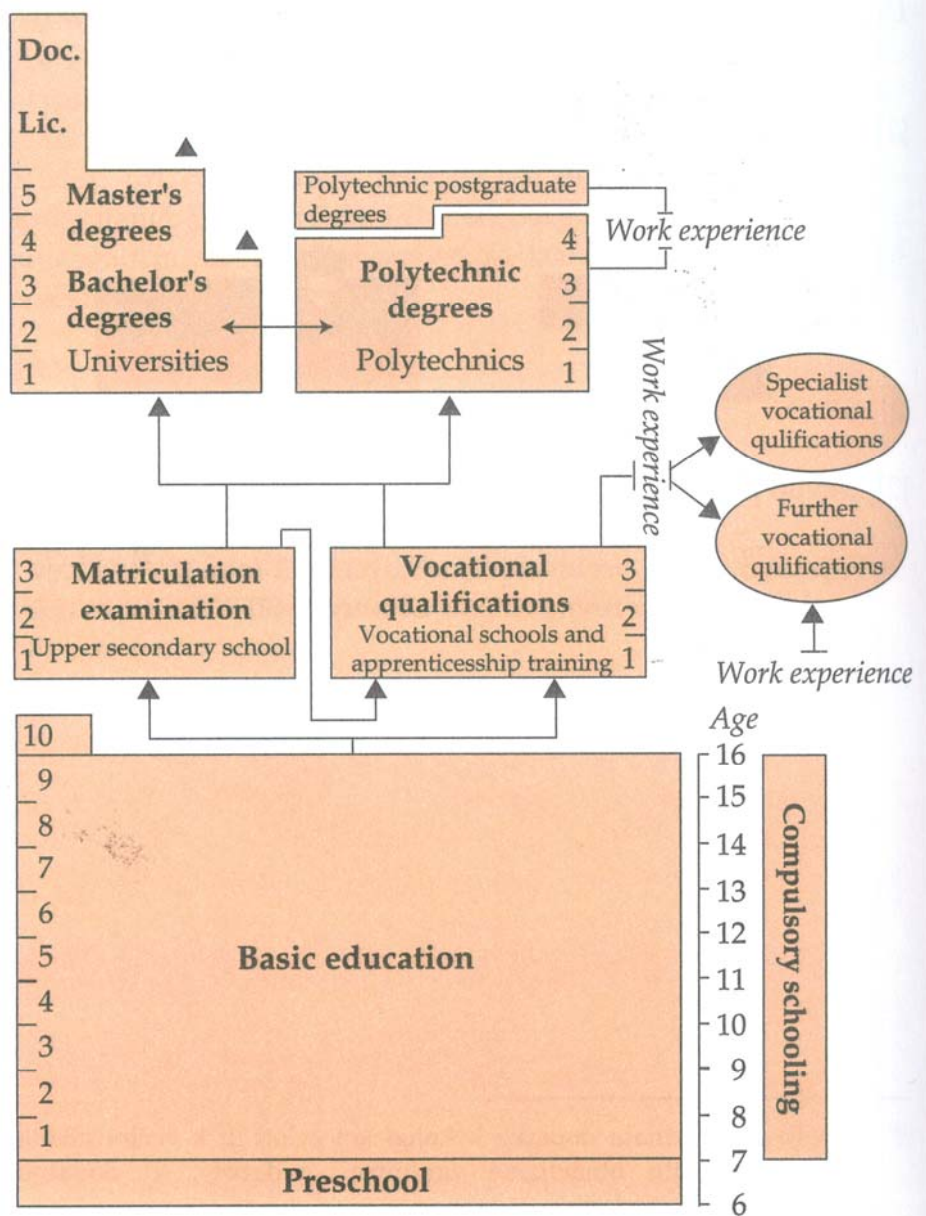 Doc.
Lic.
5
4
3
2
1
Master's
degrees
Bachelor's
degrees
Universities
Polytechnic postgraduate
degrees
Polytechnic
degrees
Polytechnics
4
3
2
1
Work experience
Work experience
Specialist
vocational
qulifications
Further
vocational
qulifications
Work experience
3
2
1
Matriculation
examination
Upper secondary school
Vocational
qualifications
Vocational schools and
apprenticesship training
3
2
1
10
9
8
7
6
5
4
3
2
1
Basic education
Preschool
Age
16
15
14
13
12
11
10
9
8
7
6
Compulsory schooling